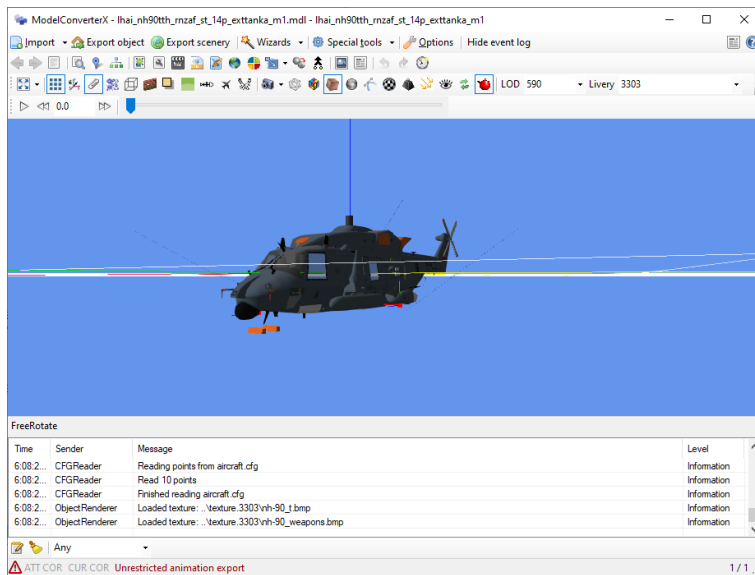 ModelConverterX - lhai_nh90tth_rnzaf_st_14p_exttanka_m1.mdl - lhai_nh90tth_rnzaf_st_14p_exttanka_m1
Import Export object Export scenery Wizards Special tools Options Hide event log
LOD 590 Livery 3303
0.0
FreeRotate
Time Sender Message Level
6:08:2... CFGReader Reading points from aircraft.cfg Information
6:08:2... CFGReader Read 10 points Information
6:08:2... CFGReader Finished reading aircraft.cfg Information
6:08:2... ObjectRenderer Loaded texture: ..\texture.3303\nh-90_t.bmp Information
6:08:2... ObjectRenderer Loaded texture: ..\texture.3303\nh-90_weapons.bmp Information
Any
ATT COR CUR COR Unrestricted animation export 1 / 1